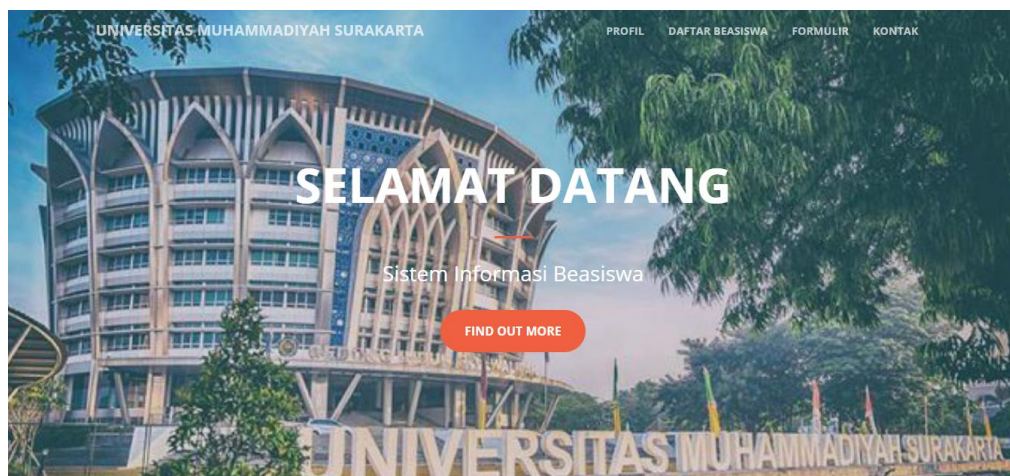 UNIVERSITAS MUHAMMADIYAH SURAKARTA
PROFIL DAFTAR BEASISWA FORMULIR KONTAK
SELAMAT DATANG
Sistem Informasi Beasiswa
FIND OUT MORE
UNIVERSITAS MUHAMMADIYAH SURAKARTA